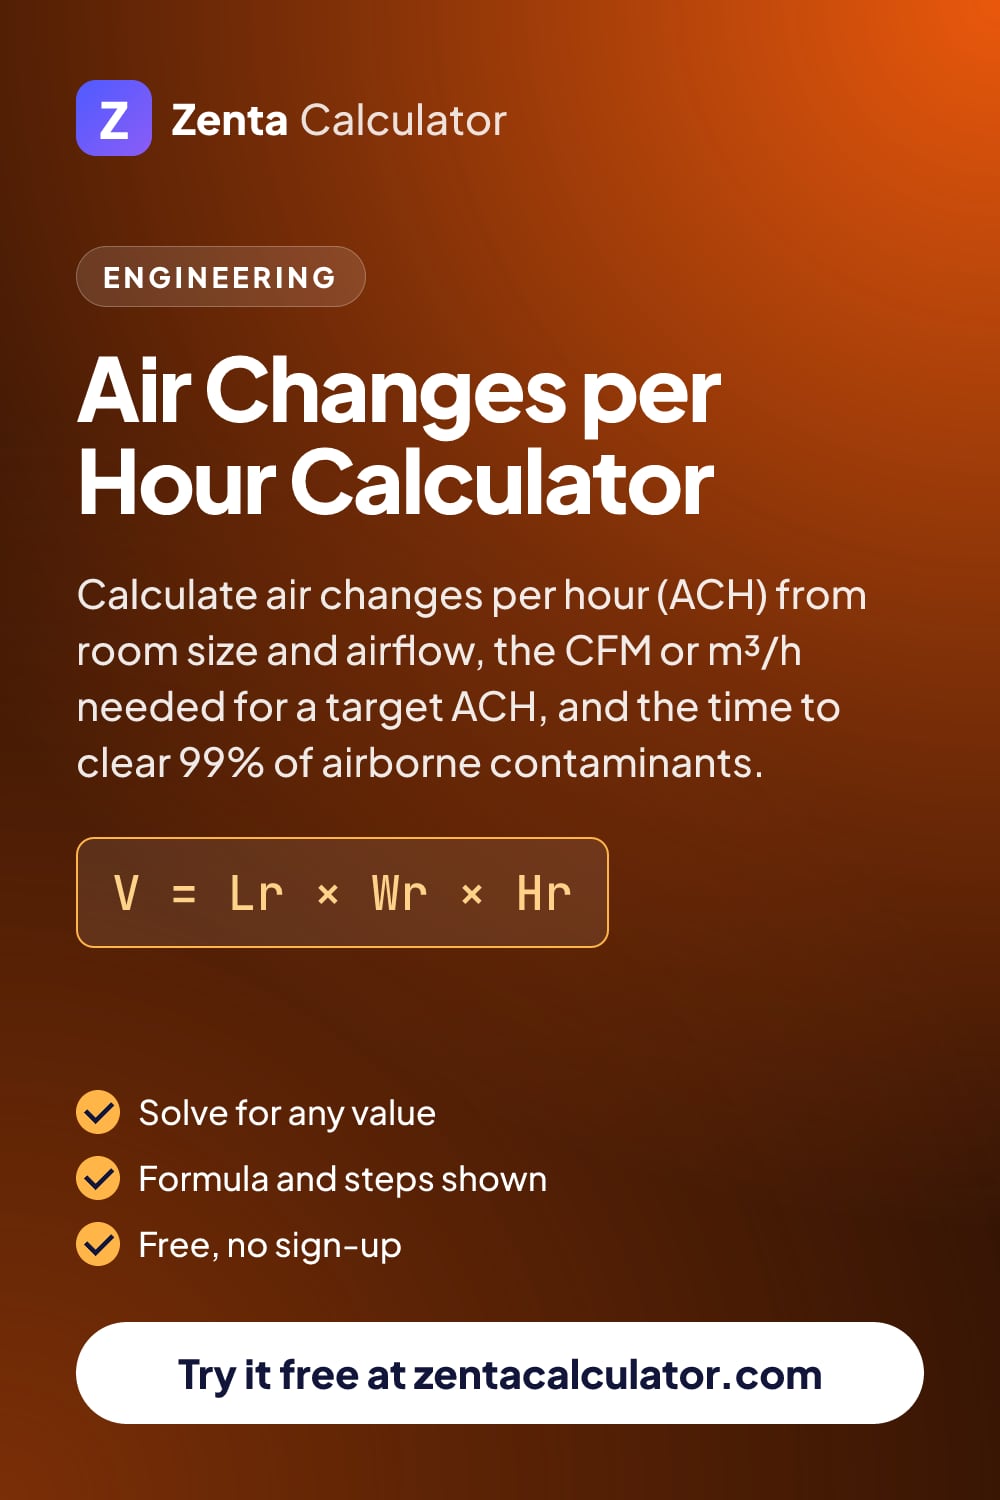 Z
Zenta Calculator
ENGINEERING
Air Changes per
Hour Calculator
Calculate air changes per hour (ACH) from
room size and airflow, the CFM or m³/h
needed for a target ACH, and the time to
clear 99% of airborne contaminants.
V = Lr × Wr × Hr
Solve for any value
Formula and steps shown
Free, no sign-up
Try it free at zentacalculator.com